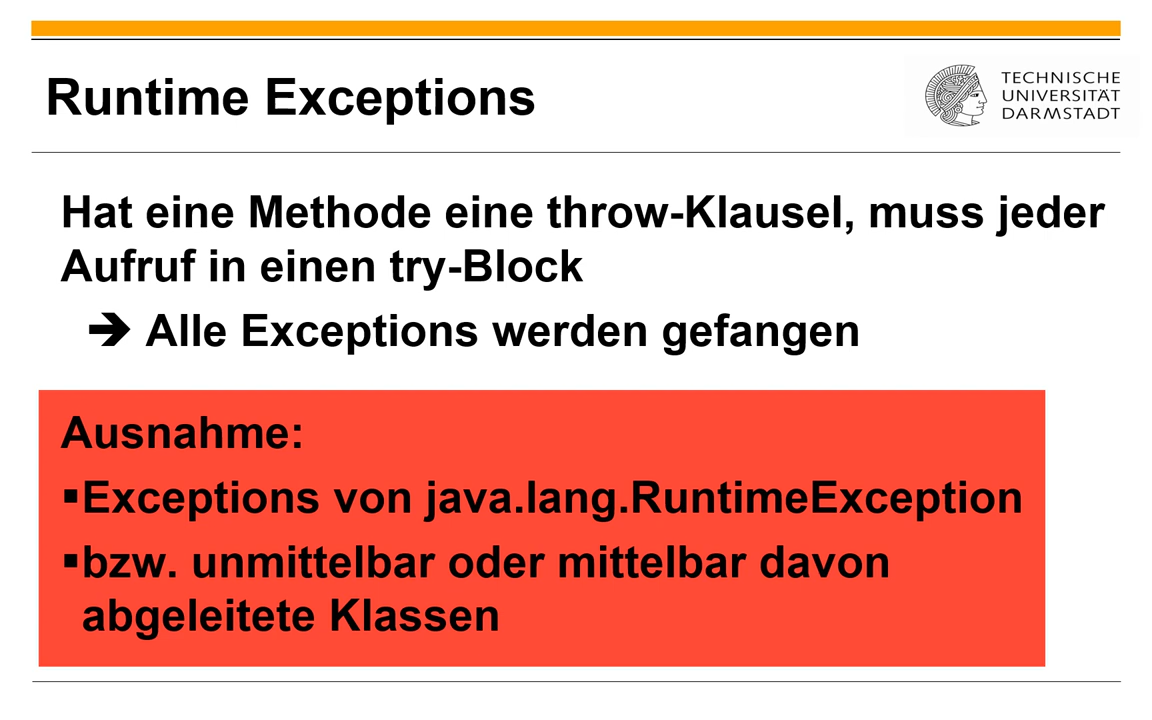 Runtime Exceptions
TECHNISCHE
UNIVERSITÄT
DARMSTADT
Hat eine Methode eine throw-Klausel, muss jeder
Aufruf in einen try-Block
➔ Alle Exceptions werden gefangen
Ausnahme:
▪Exceptions von java.lang.RuntimeException
▪bzw. unmittelbar oder mittelbar davon
abgeleitete Klassen